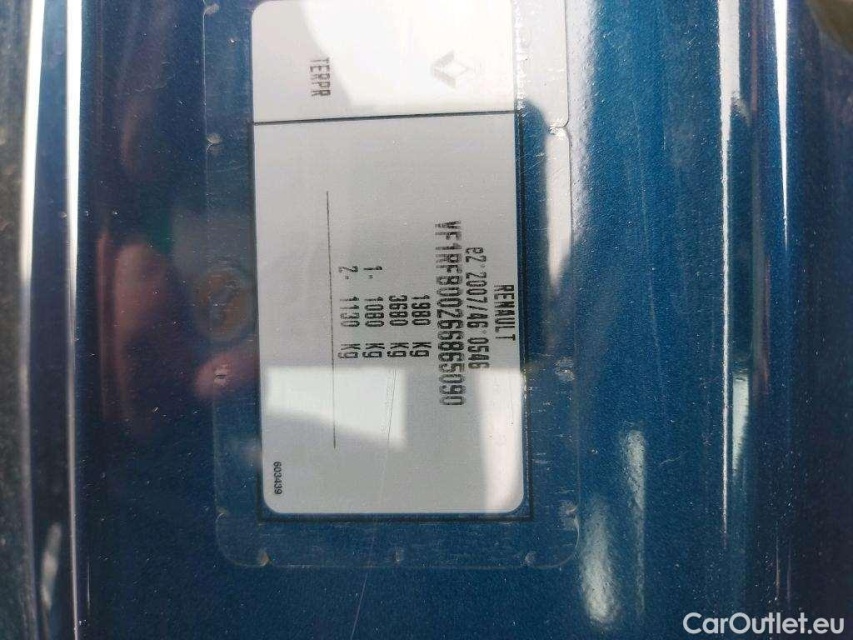 RENAULT
e2*2007/46*0546
VF1RFB00266865090
1980 Kg
3680 Kg
1- 1080 Kg
2- 1130 Kg
TERPR
603439
CarOutlet.eu